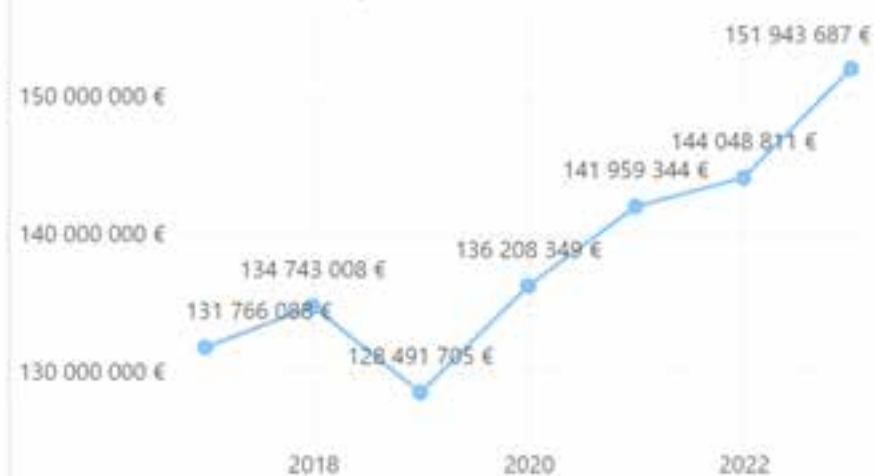 151 943 687 €
150 000 000 €
144 048 811 €
141 959 344 €
140 000 000 €
136 208 349 €
134 743 008 €
131 766 088 €
128 491 705 €
130 000 000 €
2018 2020 2022